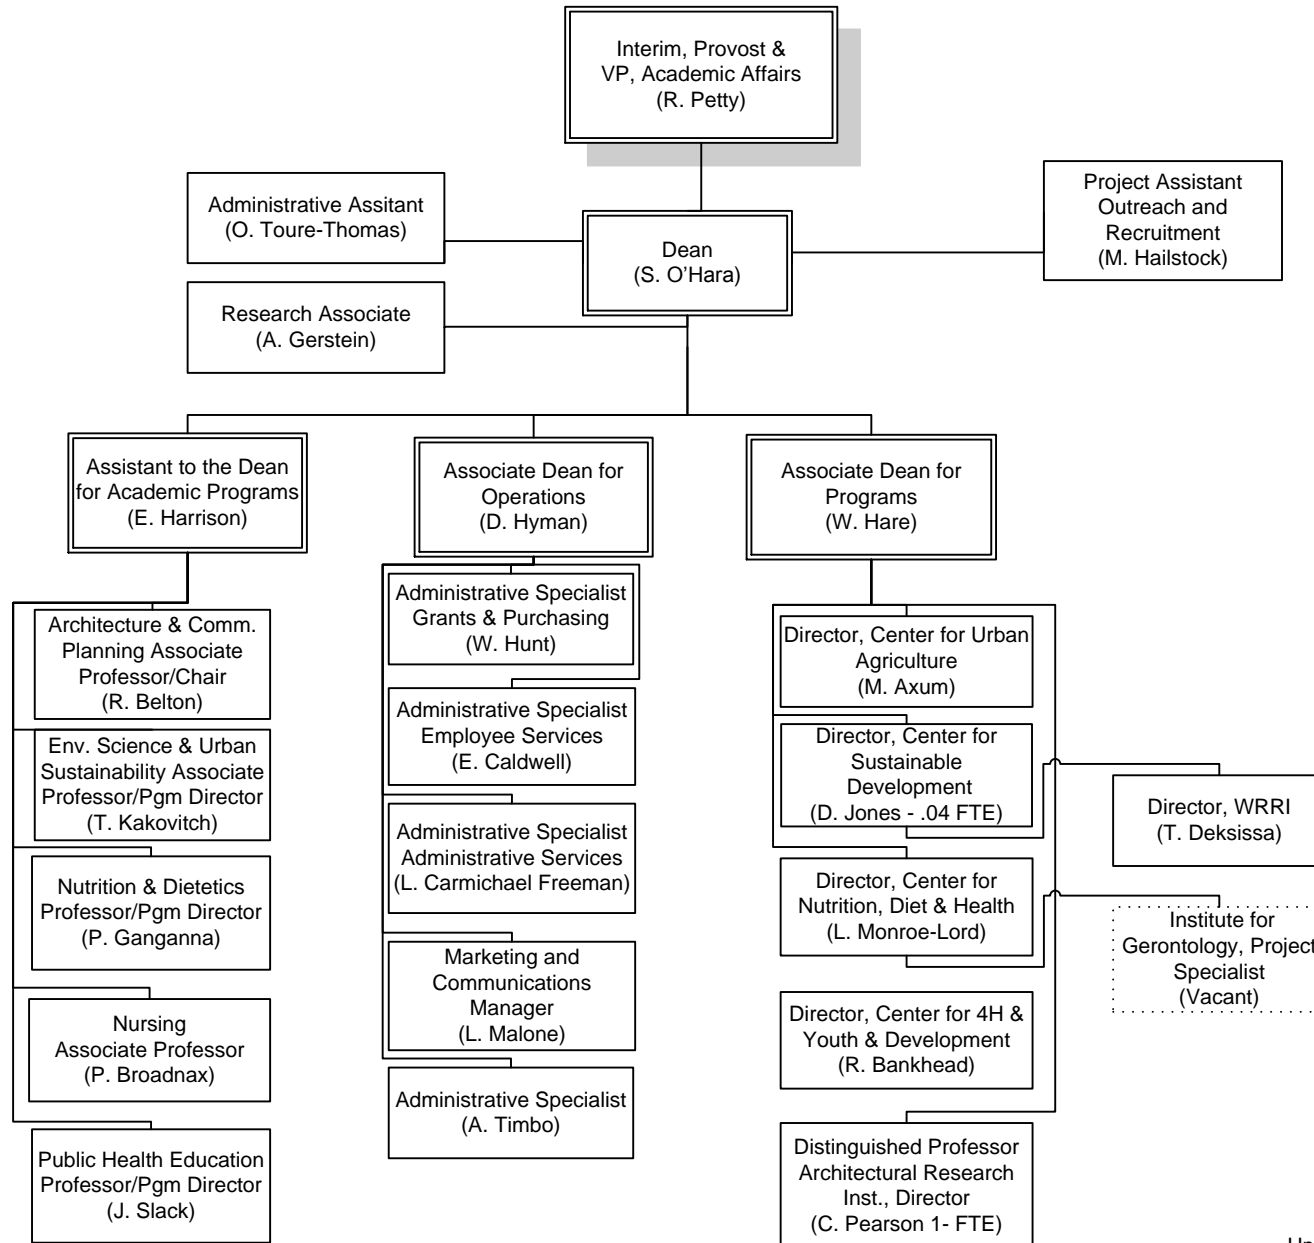 Interim, Provost &
VP, Academic Affairs
(R. Petty)
Administrative Assitant
(O. Toure-Thomas)
Dean
(S. O’Hara)
Project Assistant
Outreach and
Recruitment
(M. Hailstock)
Research Associate
(A. Gerstein)
Assistant to the Dean
for Academic Programs
(E. Harrison)
Associate Dean for
Operations
(D. Hyman)
Associate Dean for
Programs
(W. Hare)
Architecture & Comm.
Planning Associate
Professor/Chair
(R. Belton)
Env. Science & Urban
Sustainability Associate
Professor/Pgm Director
(T. Kakovitch)
Nutrition & Dietetics
Professor/Pgm Director
(P. Ganganna)
Nursing
Associate Professor
(P. Broadnax)
Public Health Education
Professor/Pgm Director
(J. Slack)
Administrative Specialist
Grants & Purchasing
(W. Hunt)
Administrative Specialist
Employee Services
(E. Caldwell)
Administrative Specialist
Administrative Services
(L. Carmichael Freeman)
Marketing and
Communications
Manager
(L. Malone)
Administrative Specialist
(A. Timbo)
Director, Center for Urban
Agriculture
(M. Axum)
Director, Center for
Sustainable
Development
(D. Jones - .04 FTE)
Director, Center for
Nutrition, Diet & Health
(L. Monroe-Lord)
Director, Center for 4H &
Youth & Development
(R. Bankhead)
Distinguished Professor
Architectural Research
Inst., Director
(C. Pearson 1- FTE)
Director, WRRI
(T. Deksissa)
Institute for
Gerontology, Project
Specialist
(Vacant)